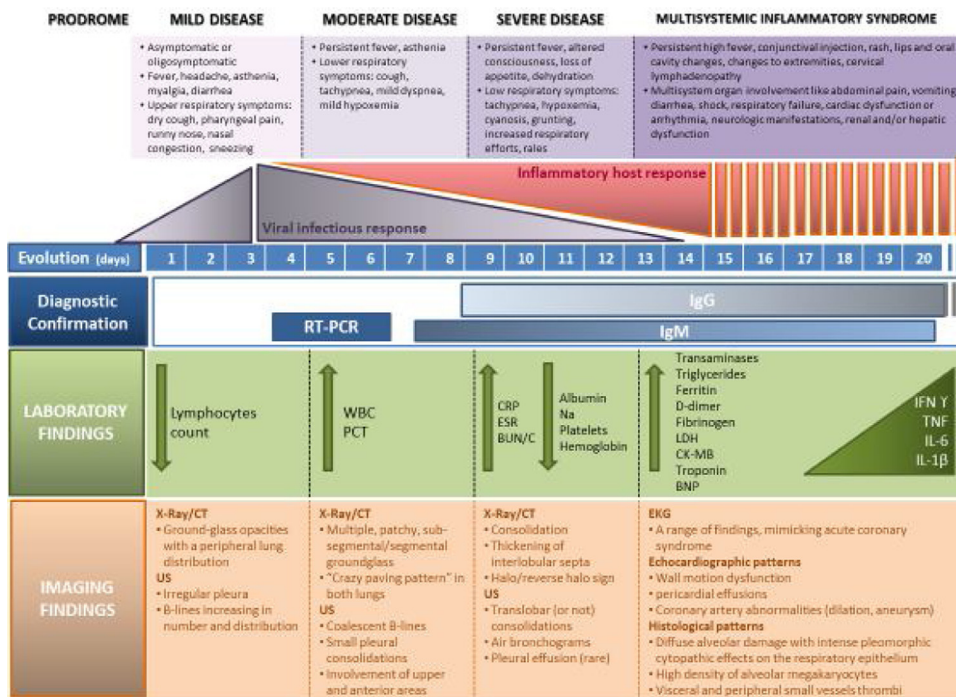 PRODROME
MILD DISEASE
MODERATE DISEASE
SEVERE DISEASE
MULTISYSTEMIC INFLAMMATORY SYNDROME
• Asymptomatic or
oligosymptomatic
• Fever, headache, asthenia,
myalgia, diarrhea
• Upper respiratory symptoms:
dry cough, pharyngeal pain,
runny nose, nasal
congestion, sneezing
• Persistent fever, asthenia
• Lower respiratory
symptoms: cough,
tachypnea, mild dyspnea,
mild hypoxemia
• Persistent fever, altered
consciousness, loss of
appetite, dehydration
• Low respiratory symptoms:
tachypnea, hypoxemia,
cyanosis, grunting,
increased respiratory
efforts, rales
• Persistent high fever, conjunctival injection, rash, lips and oral
cavity changes, changes to extremities, cervical
lymphadenopathy
• Multisystem organ involvement like abdominal pain, vomiting
diarrhea, shock, respiratory failure, cardiac dysfunction or
arrhythmia, neurologic manifestations, renal and/or hepatic
dysfunction
Inflammatory host response
Viral infectious response
Evolution (days) 1 2 3 4 5 6 7 8 9 10 11 12 13 14 15 16 17 18 19 20
Diagnostic
Confirmation
IgG
RT-PCR
IgM
LABORATORY
FINDINGS
Lymphocytes
count
WBC
PCT
CRP
ESR
BUN/C
Albumin
Na
Platelets
Hemoglobin
Transaminases
Triglycerides
Ferritin
D-dimer
Fibrinogen
LDH
CK-MB
Troponin
BNP
IFN γ
TNF
IL-6
IL-1β
IMAGING
FINDINGS
X-Ray/CT
• Ground-glass opacities
with a peripheral lung
distribution
US
• Irregular pleura
• B-lines increasing in
number and distribution
X-Ray/CT
• Multiple, patchy, sub-
segmental/segmental
groundglass
• "Crazy paving pattern" in
both lungs
US
• Coalescent B-lines
• Small pleural
consolidations
• Involvement of upper
and anterior areas
X-Ray/CT
• Consolidation
• Thickening of
interlobular septa
• Halo/reverse halo sign
US
• Translobar (or not)
consolidations
• Air bronchograms
• Pleural effusion (rare)
EKG
• A range of findings, mimicking acute coronary
syndrome
Echocardiographic patterns
• Wall motion dysfunction
• pericardial effusions
• Coronary artery abnormalities (dilation, aneurysm)
Histological patterns
• Diffuse alveolar damage with intense pleomorphic
cytopathic effects on the respiratory epithelium
• High density of alveolar megakaryocytes
• Visceral and peripheral small vessels thrombi